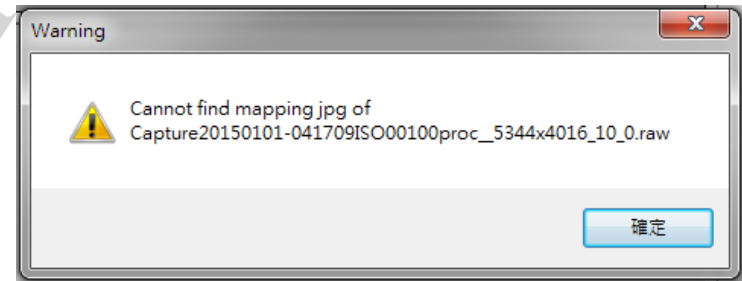 Warning
Cannot find mapping jpg of
Capture20150101-041709ISO00100proc__5344x4016_10_0.raw
確定